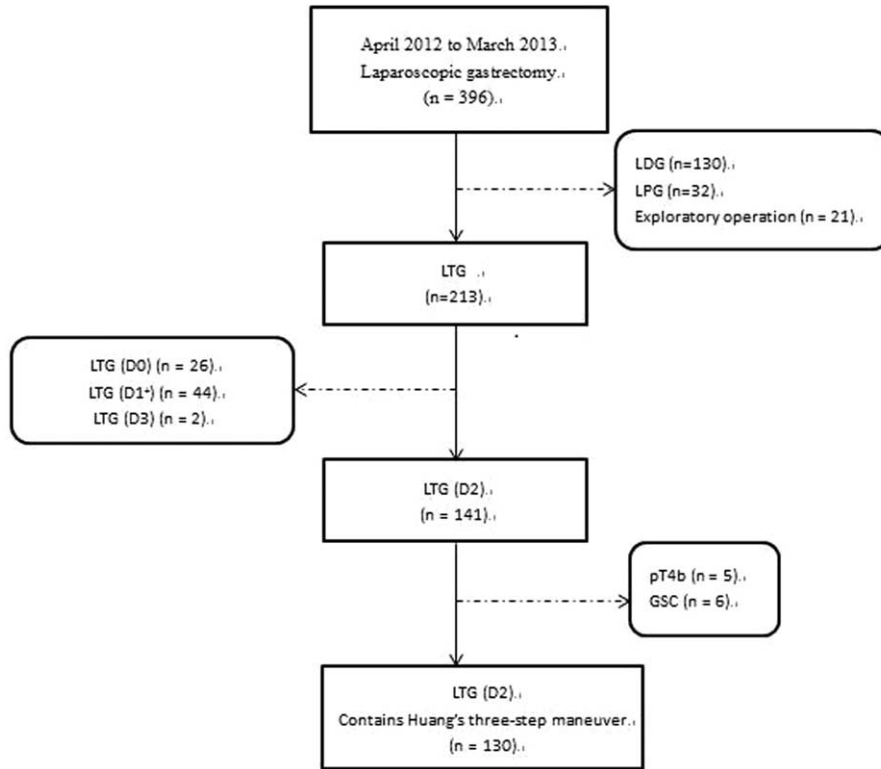 April 2012 to March 2013.
Laparoscopic gastrectomy.
(n = 396).
LDG (n=130).
LPG (n=32).
Exploratory operation (n = 21).
LTG .
(n=213).
LTG (D0) (n = 26).
LTG (D1⁺) (n = 44).
LTG (D3) (n = 2).
LTG (D2).
(n = 141).
pT4b (n = 5).
GSC (n = 6).
LTG (D2).
Contains Huang's three-step maneuver.
(n = 130).